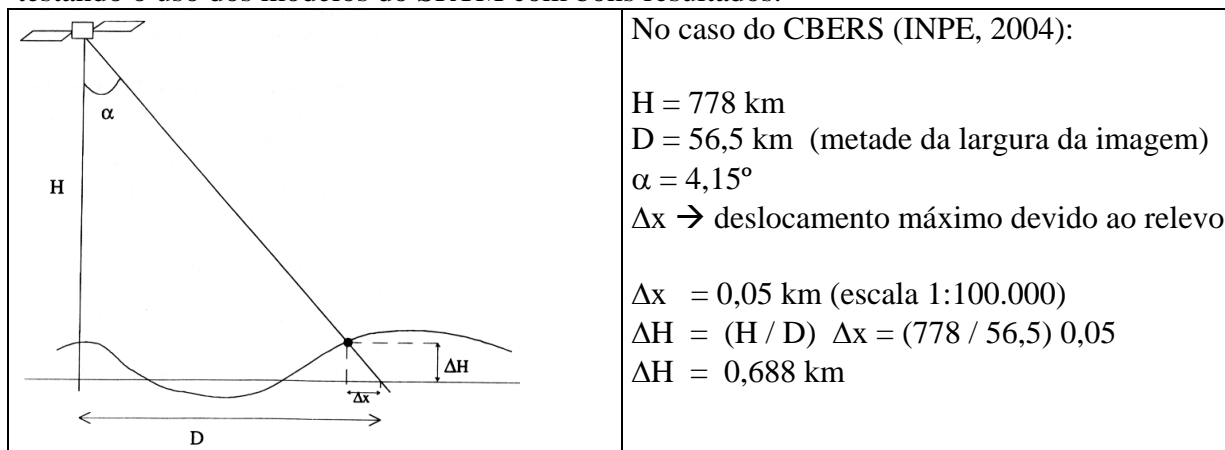 testando o uso dos modelos do SRTM com bons resultados.
α
H
ΔH
Δx
D
No caso do CBERS (INPE, 2004):
H = 778 km
D = 56,5 km (metade da largura da imagem)
α = 4,15º
Δx → deslocamento máximo devido ao relevo
Δx = 0,05 km (escala 1:100.000)
ΔH = (H / D) Δx = (778 / 56,5) 0,05
ΔH = 0,688 km